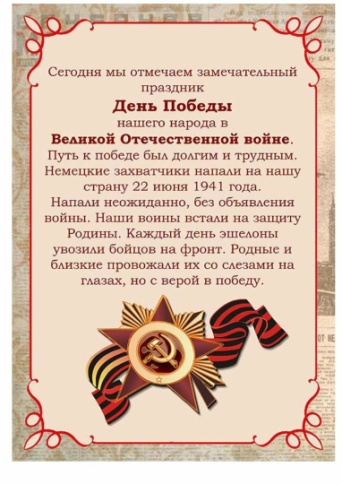 Сегодня мы отмечаем замечательный
праздник
День Победы
нашего народа в
Великой Отечественной войне.
Путь к победе был долгим и трудным.
Немецкие захватчики напали на нашу
страну 22 июня 1941 года.
Напали неожиданно, без объявления
войны. Наши воины встали на защиту
Родины. Каждый день эшелоны
увозили бойцов на фронт. Родные и
близкие провожали их со слезами на
глазах, но с верой в победу.